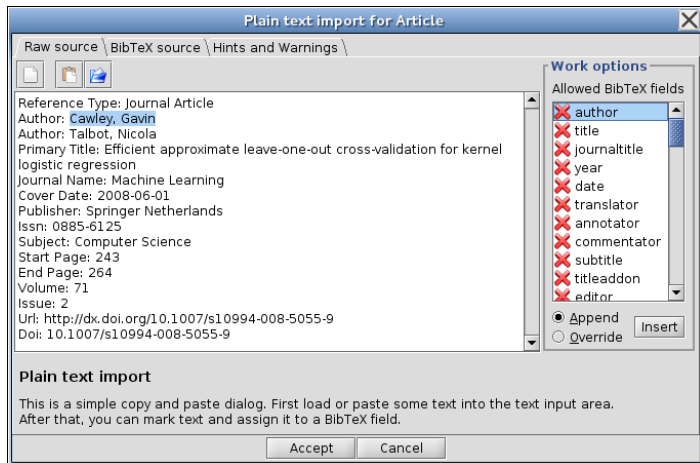 Plain text import for Article
Raw source
BibTeX source
Hints and Warnings
Reference Type: Journal Article
Author: Cawley, Gavin
Author: Talbot, Nicola
Primary Title: Efficient approximate leave-one-out cross-validation for kernel
logistic regression
Journal Name: Machine Learning
Cover Date: 2008-06-01
Publisher: Springer Netherlands
Issn: 0885-6125
Subject: Computer Science
Start Page: 243
End Page: 264
Volume: 71
Issue: 2
Url: http://dx.doi.org/10.1007/s10994-008-5055-9
Doi: 10.1007/s10994-008-5055-9
Work options
Allowed BibTeX fields
author
title
journaltitle
year
date
translator
annotator
commentator
subtitle
titleaddon
editor
Append
Override
Insert
Plain text import
This is a simple copy and paste dialog. First load or paste some text into the text input area.
After that, you can mark text and assign it to a BibTeX field.
Accept
Cancel